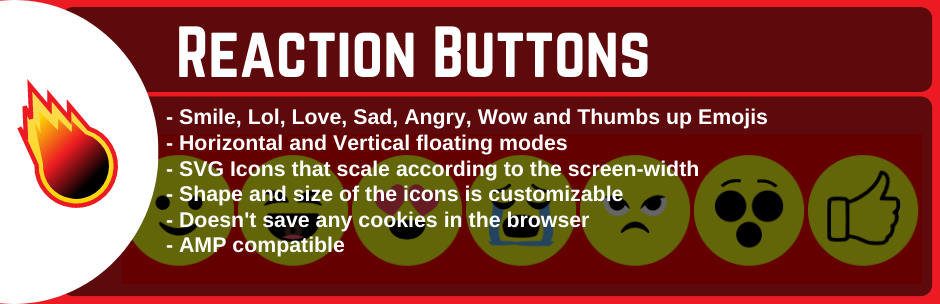 Reaction Buttons
- Smile, Lol, Love, Sad, Angry, Wow and Thumbs up Emojis
- Horizontal and Vertical floating modes
- SVG Icons that scale according to the screen-width
- Shape and size of the icons is customizable
- Doesn't save any cookies in the browser
- AMP compatible